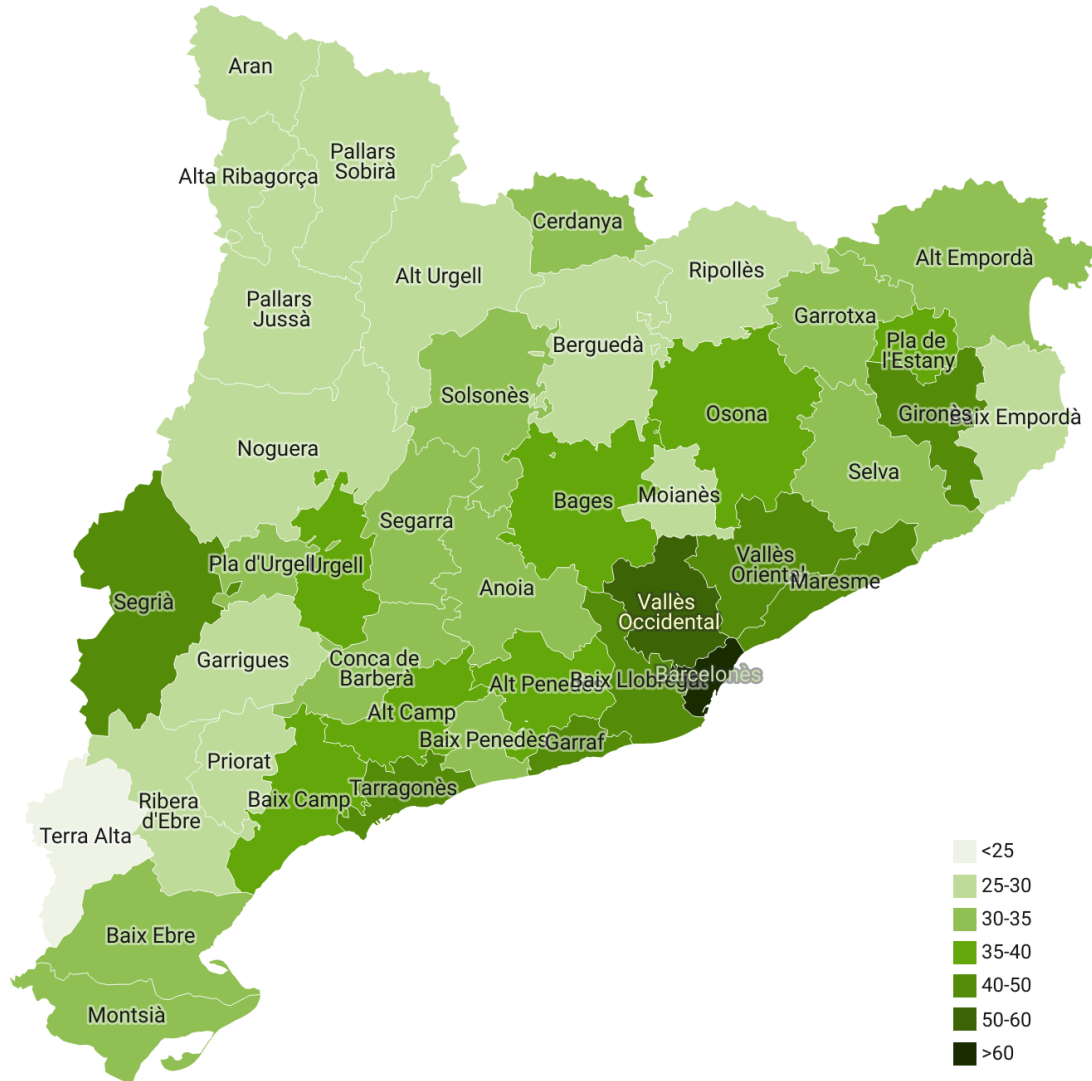 Aran
Pallars
Sobirà
Alta Ribagorça
Cerdanya
Alt Empordà
Alt Urgell
Ripollès
Pallars
Jussà
Garrotxa
Pla de
l'Estany
Berguedà
Solsonès
Osona
Gironès
Baix Empordà
Noguera
Selva
Bages
Moianès
Segarra
Pla d'Urgell
Urgell
Vallès
Oriental
Maresme
Anoia
Segrià
Vallès
Occidental
Garrigues
Conca de
Barberà
Barcelonès
Alt Penedès
Baix Llobregat
Alt Camp
Baix Penedès
Garraf
Priorat
Tarragonès
Baix Camp
Ribera
d'Ebre
Terra Alta
Baix Ebre
Montsià
<25
25-30
30-35
35-40
40-50
50-60
>60